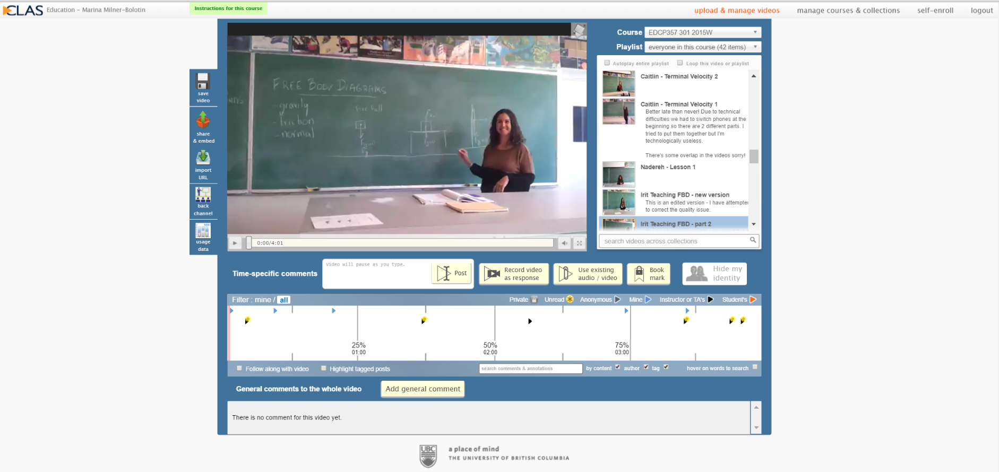 CLAS Education - Marina Milner-Bolotin
Instructions for this course
upload & manage videos manage courses & collections self-enroll logout
save
video
share
& embed
import
URL
back
channel
usage
data
FREE BODY DIAGRAMS
- gravity
- friction
- normal
Free ball
0:00/4:01
Course EDCP357 301 2015W
Playlist everyone in this course (42 items)
Autoplay entire playlist Loop this video or playlist
Caitlin - Terminal Velocity 2
Caitlin - Terminal Velocity 1
Better late than never! Due to technical
difficulties we had to switch phones at the
beginning so there are 2 different parts. I
tried to put them together but I'm
technologically useless.
There's some overlap in the videos sorry!
Nadereh - Lesson 1
Irit Teaching FBD - new version
This is an edited version - I have attempted
to correct the quality issue.
Irit Teaching FBD - part 2
search videos across collections
Time-specific comments
Video will pause as you type.
Post
Record video
as response
Use existing
audio / video
Book
mark
Hide my
identity
Filter : mine / all
Private Unread Anonymous Mine Instructor or TA's Student's
25%
01:00
50%
02:00
75%
03:00
Follow along with video Highlight tagged posts search comments & annotations by content author tag hover on words to search
General comments to the whole video Add general comment
There is no comment for this video yet.
UBC
a place of mind
THE UNIVERSITY OF BRITISH COLUMBIA